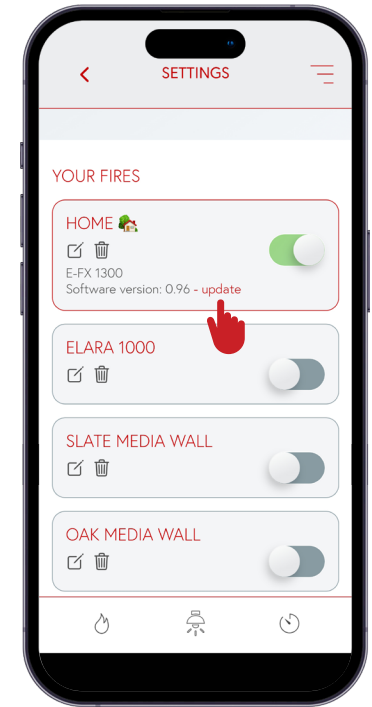 SETTINGS
YOUR FIRES
HOME 🏡
E-FX 1300
Software version: 0.96 - update
ELARA 1000
SLATE MEDIA WALL
OAK MEDIA WALL